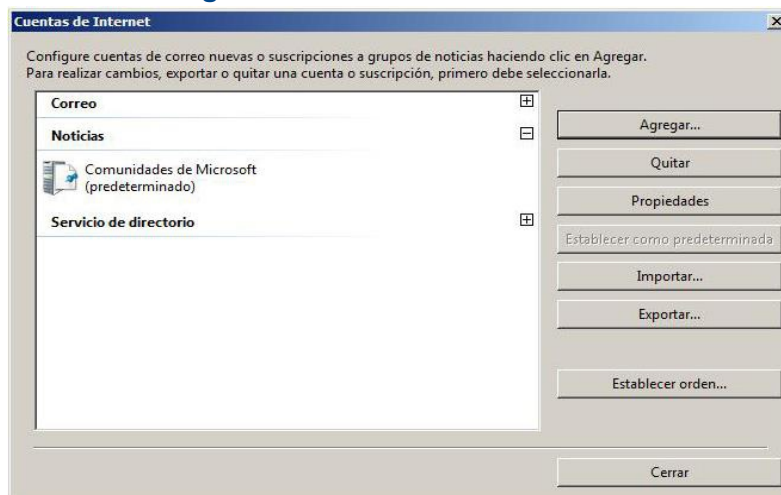 Cuentas de Internet
Configure cuentas de correo nuevas o suscripciones a grupos de noticias haciendo clic en Agregar.
Para realizar cambios, exportar o quitar una cuenta o suscripción, primero debe seleccionarla.
Correo
Noticias
Comunidades de Microsoft
(predeterminado)
Servicio de directorio
Agregar...
Quitar
Propiedades
Establecer como predeterminada
Importar...
Exportar...
Establecer orden...
Cerrar